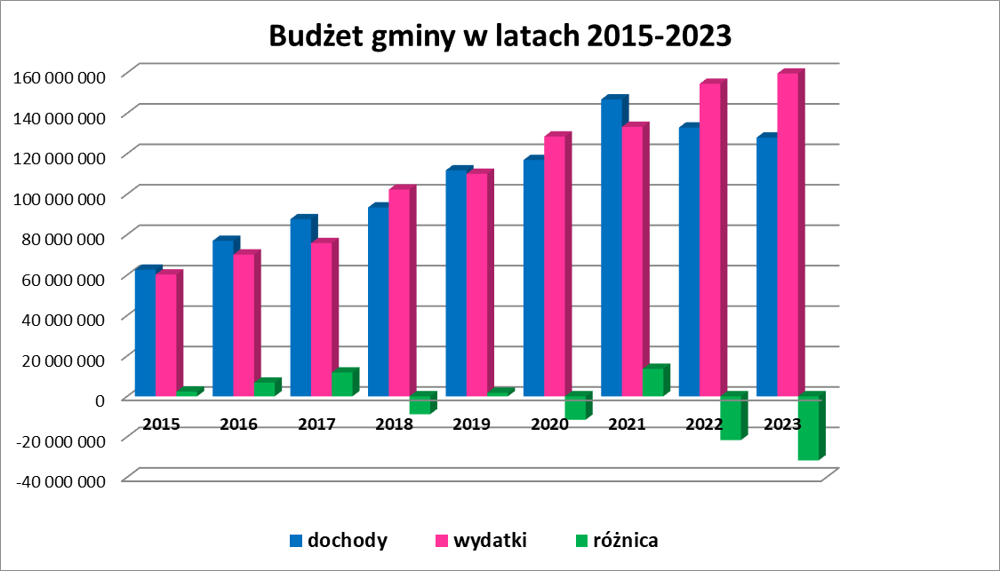 Budżet gminy w latach 2015-2023
160 000 000
140 000 000
120 000 000
100 000 000
80 000 000
60 000 000
40 000 000
20 000 000
0
2015 2016 2017 2018 2019 2020 2021 2022 2023
-20 000 000
-40 000 000
dochody wydatki różnica